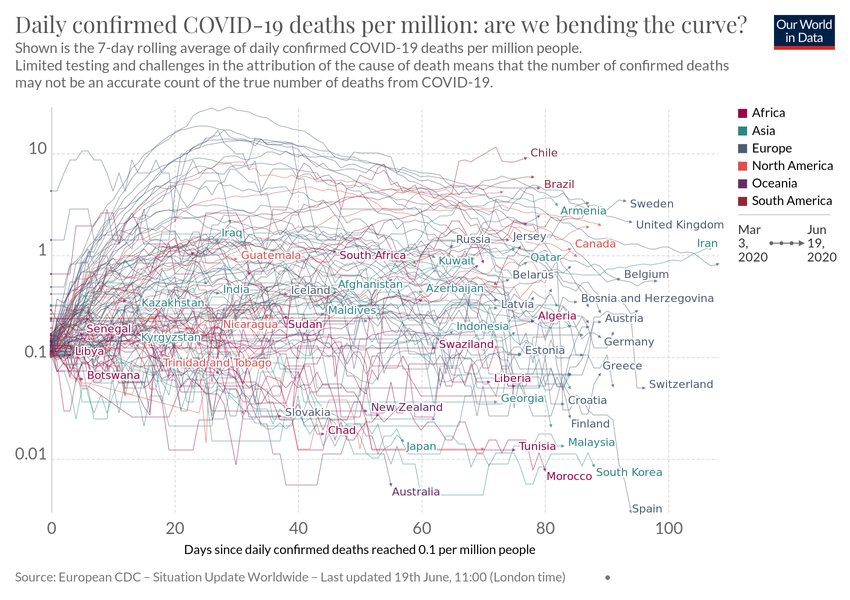 Daily confirmed COVID-19 deaths per million: are we bending the curve?
Our World
in Data
Shown is the 7-day rolling average of daily confirmed COVID-19 deaths per million people.
Limited testing and challenges in the attribution of the cause of death means that the number of confirmed deaths
may not be an accurate count of the true number of deaths from COVID-19.
Africa
Asia
Europe
North America
Oceania
South America
Mar
3,
2020
Jun
19,
2020
10
1
0.1
0.01
Chile
Brazil
Armenia
Sweden
United Kingdom
Iraq
Russia
Jersey
Canada
Iran
Guatemala
South Africa
Kuwait
Qatar
Belarus
Belgium
India
Iceland
Afghanistan
Azerbaijan
Kazakhstan
Maldives
Latvia
Bosnia and Herzegovina
Algeria
Austria
Senegal
Nicaragua
Sudan
Indonesia
Kyrgyzstan
Swaziland
Germany
Libya
Estonia
Trinidad and Tobago
Greece
Botswana
Liberia
Switzerland
Georgia
Croatia
Slovakia
New Zealand
Finland
Chad
Japan
Tunisia
Malaysia
Morocco
South Korea
Australia
Spain
0
20
40
60
80
100
Days since daily confirmed deaths reached 0.1 per million people
Source: European CDC – Situation Update Worldwide – Last updated 19th June, 11:00 (London time)